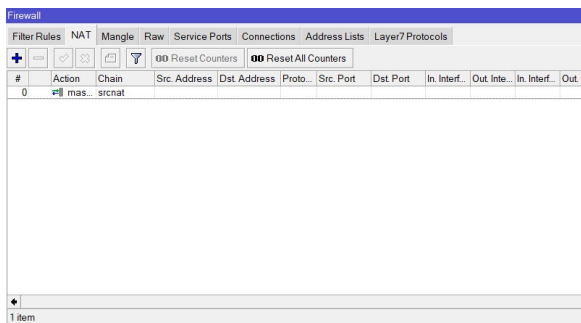 Firewall
Filter Rules NAT Mangle Raw Service Ports Connections Address Lists Layer7 Protocols
00 Reset Counters 00 Reset All Counters
# Action Chain Src. Address Dst. Address Proto... Src. Port Dst. Port In. Interf... Out. Inte... In. Interf... Out.
0 mas... srcnat
1 item